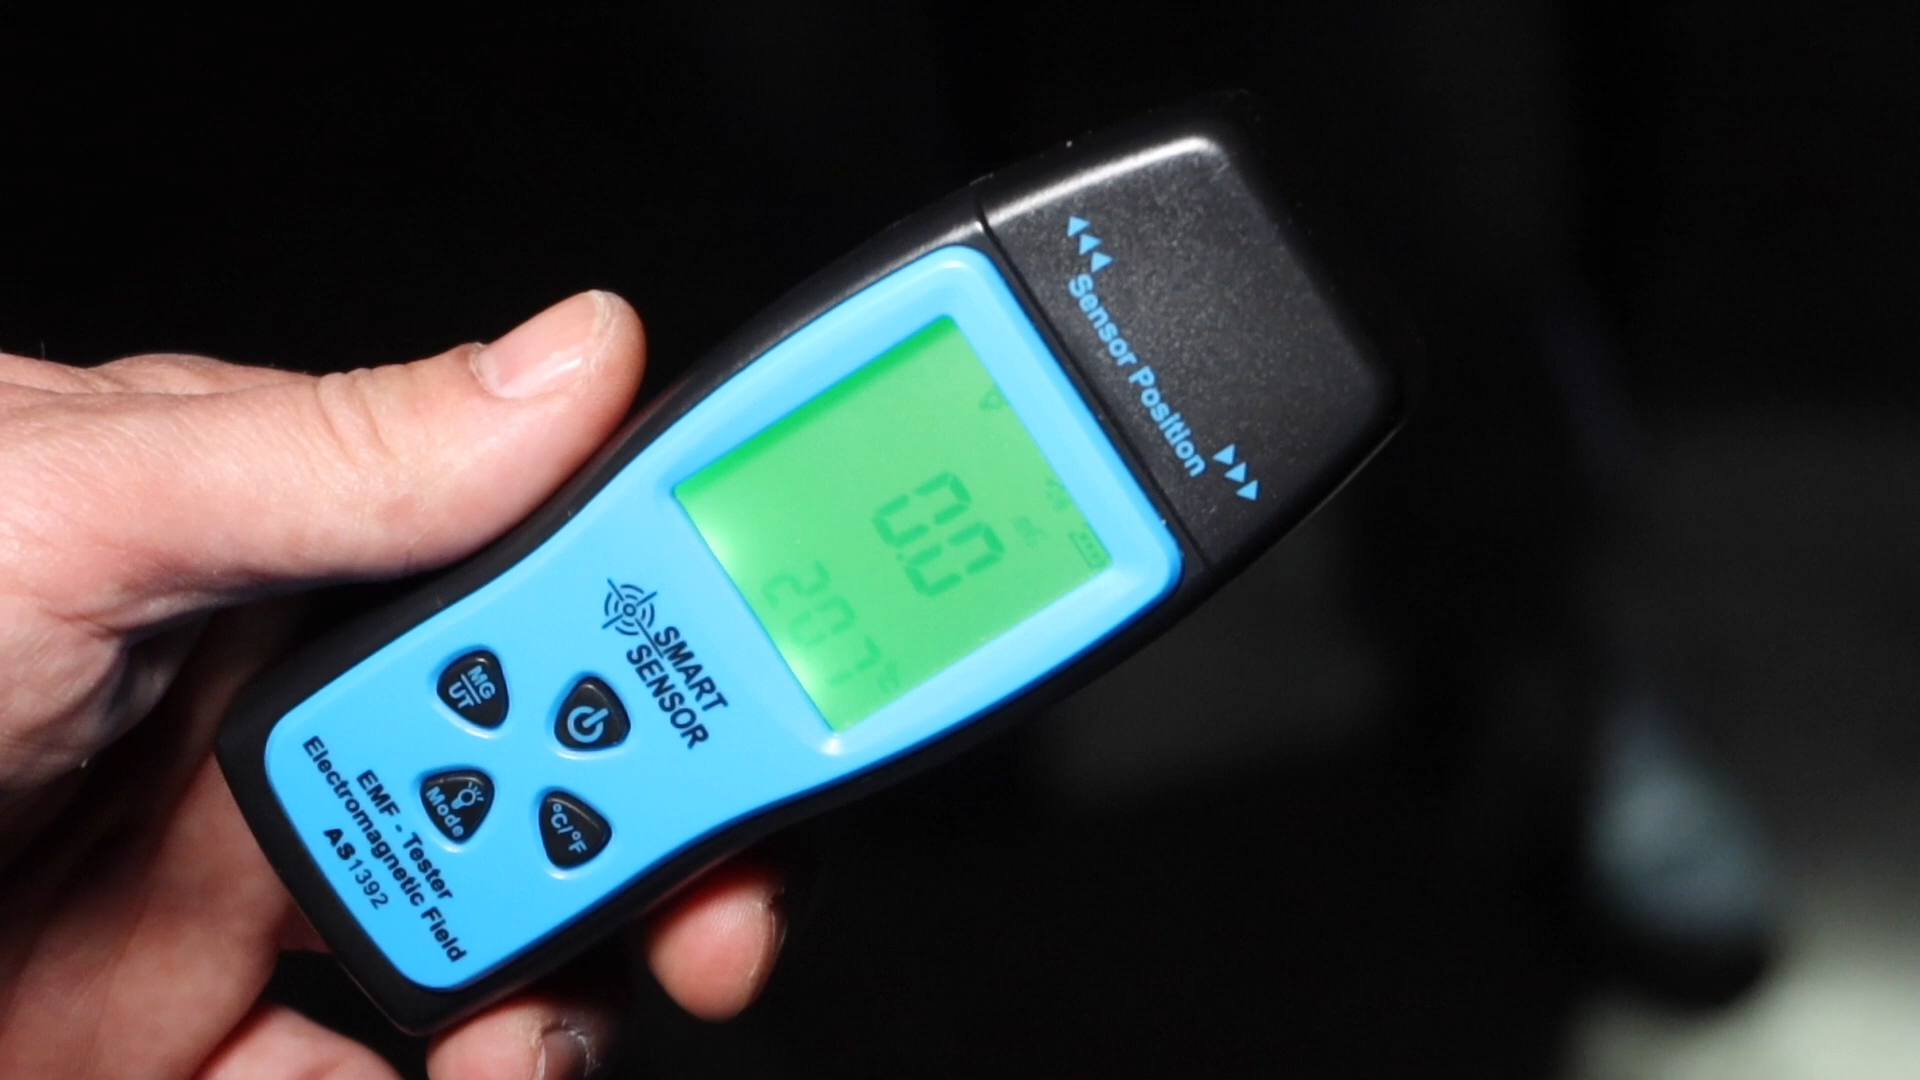 ◀◀◀ Sensor Position ▶▶▶
0.0
20.7°C
SMART
SENSOR
MG
UT
Mode
°C/°F
EMF - Tester
Electromagnetic Field
AS1392